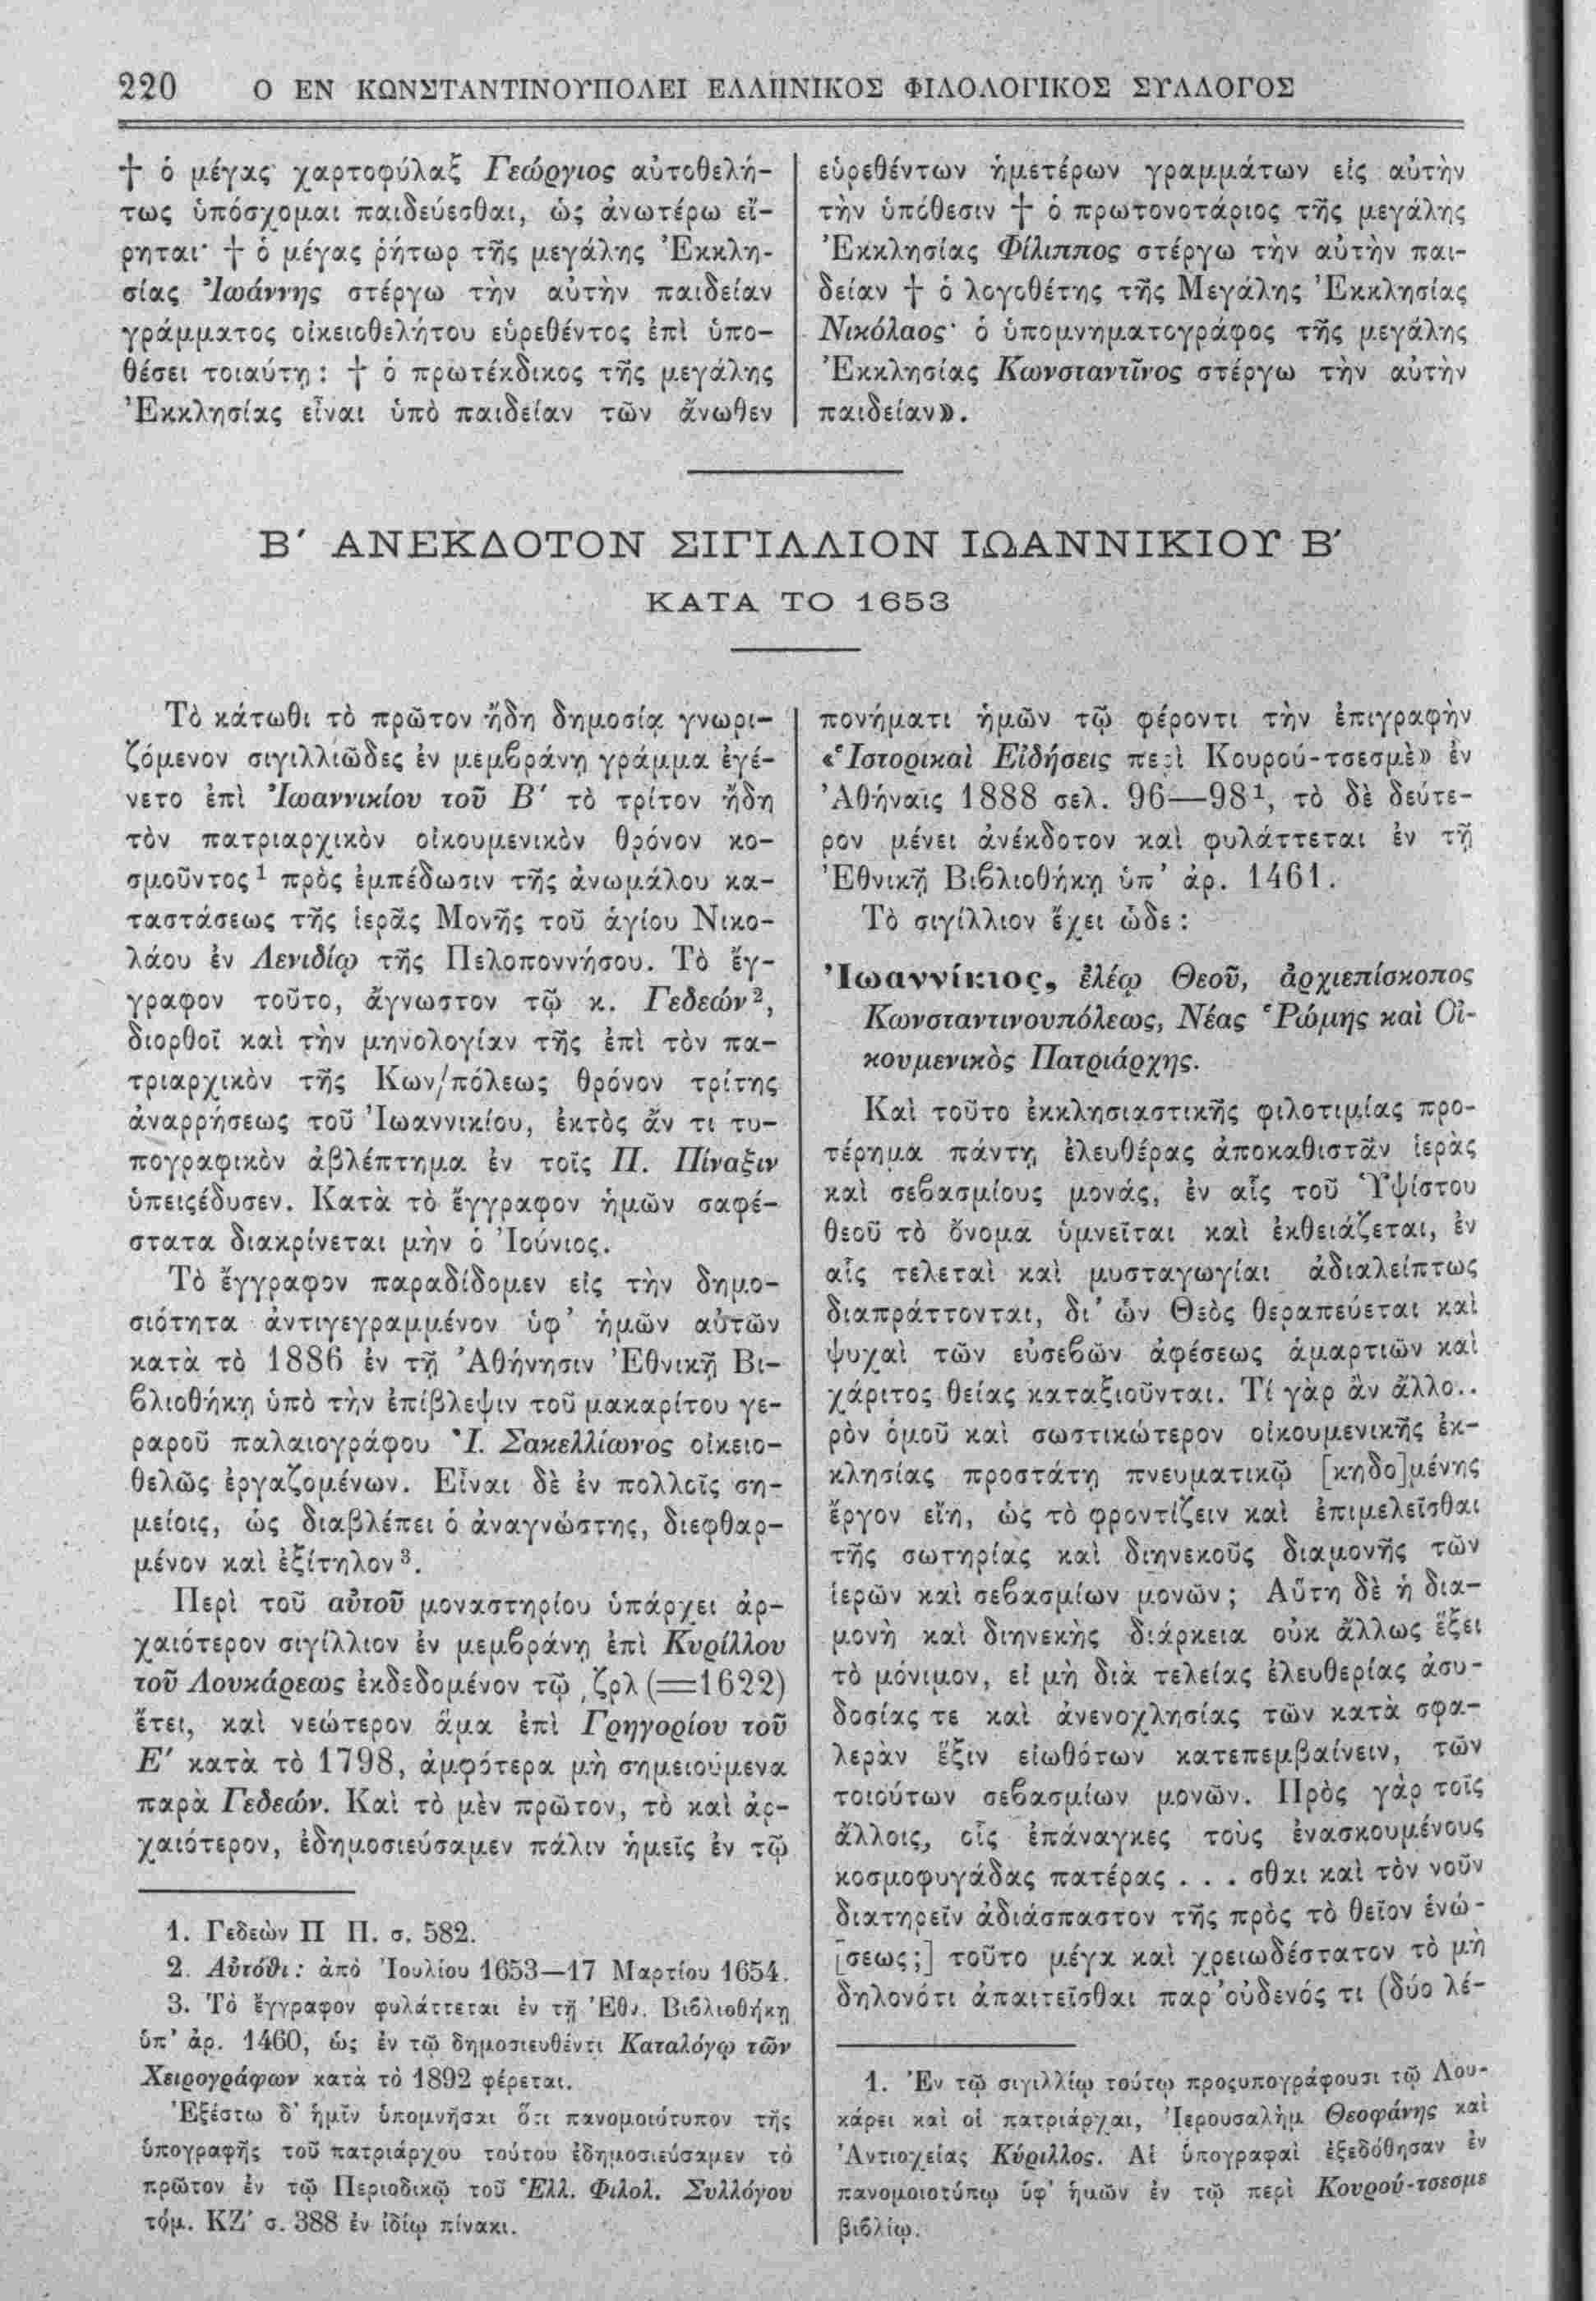 220 Ο ΕΝ ΚΩΝΣΤΑΝΤΙΝΟΥΠΟΛΕΙ ΕΛΛΗΝΙΚΟΣ ΦΙΛΟΛΟΓΙΚΟΣ ΣΥΛΛΟΓΟΣ
† ὁ μέγας χαρτοφύλαξ Γεώργιος αὐτοθελή-
τως ὑπόσχομαι παιδεύεσθαι, ὡς ἀνωτέρω εἴ-
ρηται· † ὁ μέγας ῥήτωρ τῆς μεγάλης Ἐκκλη-
σίας Ἰωάννης στέργω τὴν αὐτὴν παιδείαν
γράμματος οἰκειοθελήτου εὑρεθέντος ἐπὶ ὑπο-
θέσει τοιαύτῃ: † ὁ πρωτέκδικος τῆς μεγάλης
Ἐκκλησίας εἶναι ὑπὸ παιδείαν τῶν ἄνωθεν
εὑρεθέντων ἡμετέρων γραμμάτων εἰς αὐτὴν
τὴν ὑπόθεσιν † ὁ πρωτονοτάριος τῆς μεγάλης
Ἐκκλησίας Φίλιππος στέργω τὴν αὐτὴν παι-
δείαν † ὁ λογοθέτης τῆς Μεγάλης Ἐκκλησίας
Νικόλαος· ὁ ὑπομνηματογράφος τῆς μεγάλης
Ἐκκλησίας Κωνσταντῖνος στέργω τὴν αὐτὴν
παιδείαν».
Β′ ΑΝΕΚΔΟΤΟΝ ΣΙΓΙΛΛΙΟΝ ΙΩΑΝΝΙΚΙΟΥ Β′
ΚΑΤΑ ΤΟ 1653
Τὸ κάτωθι τὸ πρῶτον ἤδη δημοσίᾳ γνωρι-
ζόμενον σιγιλλιῶδες ἐν μεμβράνῃ γράμμα ἐγέ-
νετο ἐπὶ Ἰωαννικίου τοῦ Β′ τὸ τρίτον ἤδη
τὸν πατριαρχικὸν οἰκουμενικὸν θρόνον κο-
σμοῦντος¹ πρὸς ἐμπέδωσιν τῆς ἀνωμάλου κα-
ταστάσεως τῆς ἱερᾶς Μονῆς τοῦ ἁγίου Νικο-
λάου ἐν Λενιδίῳ τῆς Πελοποννήσου. Τὸ ἔγ-
γραφον τοῦτο, ἄγνωστον τῷ κ. Γεδεών²,
διορθοῖ καὶ τὴν μηνολογίαν τῆς ἐπὶ τὸν πα-
τριαρχικὸν τῆς Κων/πόλεως θρόνον τρίτης
ἀναρρήσεως τοῦ Ἰωαννικίου, ἐκτὸς ἄν τι τυ-
πογραφικὸν ἀβλέπτημα ἐν τοῖς Π. Πίναξιν
ὑπειςέδυσεν. Κατὰ τὸ ἔγγραφον ἡμῶν σαφέ-
στατα διακρίνεται μὴν ὁ Ἰούνιος.
Τὸ ἔγγραφον παραδίδομεν εἰς τὴν δημο-
σιότητα ἀντιγεγραμμένον ὑφ’ ἡμῶν αὐτῶν
κατὰ τὸ 1886 ἐν τῇ Ἀθήνησιν Ἐθνικῇ Βι-
βλιοθήκῃ ὑπὸ τὴν ἐπίβλεψιν τοῦ μακαρίτου γε-
ραροῦ παλαιογράφου Ἰ. Σακελλίωνος οἰκειο-
θελῶς ἐργαζομένων. Εἶναι δὲ ἐν πολλοῖς ση-
μείοις, ὡς διαβλέπει ὁ ἀναγνώστης, διεφθαρ-
μένον καὶ ἐξίτηλον³.
Περὶ τοῦ αὐτοῦ μοναστηρίου ὑπάρχει ἀρ-
χαιότερον σιγίλλιον ἐν μεμβράνῃ ἐπὶ Κυρίλλου
τοῦ Λουκάρεως ἐκδεδομένον τῷ ͵ζρλ (=1622)
ἔτει, καὶ νεώτερον ἅμα ἐπὶ Γρηγορίου τοῦ
Ε′ κατὰ τὸ 1798, ἀμφότερα μὴ σημειούμενα
παρὰ Γεδεών. Καὶ τὸ μὲν πρῶτον, τὸ καὶ ἀρ-
χαιότερον, ἐδημοσιεύσαμεν πάλιν ἡμεῖς ἐν τῷ
1. Γεδεὼν Π Π. σ. 582.
2. Αὐτόθι: ἀπὸ Ἰουλίου 1653—17 Μαρτίου 1654.
3. Τὸ ἔγγραφον φυλάττεται ἐν τῇ Ἐθν. Βιβλιοθήκῃ
ὑπ’ ἀρ. 1460, ὡς ἐν τῷ δημοσιευθέντι Καταλόγῳ τῶν
Χειρογράφων κατὰ τὸ 1892 φέρεται.
Ἐξέστω δ’ ἡμῖν ὑπομνῆσαι ὅτι πανομοιότυπον τῆς
ὑπογραφῆς τοῦ πατριάρχου τούτου ἐδημοσιεύσαμεν τὸ
πρῶτον ἐν τῷ Περιοδικῷ τοῦ Ἑλλ. Φιλολ. Συλλόγου
τόμ. ΚΖ′ σ. 388 ἐν ἰδίῳ πίνακι.
πονήματι ἡμῶν τῷ φέροντι τὴν ἐπιγραφὴν
«Ἱστορικαὶ Εἰδήσεις περὶ Κουρού-τσεσμὲ» ἐν
Ἀθήναις 1888 σελ. 96—98¹, τὸ δὲ δεύτε-
ρον μένει ἀνέκδοτον καὶ φυλάττεται ἐν τῇ
Ἐθνικῇ Βιβλιοθήκῃ ὑπ’ ἀρ. 1461.
Τὸ σιγίλλιον ἔχει ὧδε:
Ἰωαννίκιος, ἐλέῳ Θεοῦ, ἀρχιεπίσκοπος
Κωνσταντινουπόλεως, Νέας Ῥώμης καὶ Οἰ-
κουμενικὸς Πατριάρχης.
Καὶ τοῦτο ἐκκλησιαστικῆς φιλοτιμίας προ-
τέρημα πάντῃ ἐλευθέρας ἀποκαθιστᾶν ἱερὰς
καὶ σεβασμίους μονάς, ἐν αἷς τοῦ Ὑψίστου
θεοῦ τὸ ὄνομα ὑμνεῖται καὶ ἐκθειάζεται, ἐν
αἷς τελεταὶ καὶ μυσταγωγίαι ἀδιαλείπτως
διαπράττονται, δι’ ὧν Θεὸς θεραπεύεται καὶ
ψυχαὶ τῶν εὐσεβῶν ἀφέσεως ἁμαρτιῶν καὶ
χάριτος θείας καταξιοῦνται. Τί γὰρ ἂν ἄλλο..
ρὸν ὁμοῦ καὶ σωστικώτερον οἰκουμενικῆς ἐκ-
κλησίας προστάτῃ πνευματικῷ [κηδο]μένης
ἔργον εἴη, ὡς τὸ φροντίζειν καὶ ἐπιμελεῖσθαι
τῆς σωτηρίας καὶ διηνεκοῦς διαμονῆς τῶν
ἱερῶν καὶ σεβασμίων μονῶν; Αὕτη δὲ ἡ δια-
μονὴ καὶ διηνεκὴς διάρκεια οὐκ ἄλλως ἕξει
τὸ μόνιμον, εἰ μὴ διὰ τελείας ἐλευθερίας ἀσυ-
δοσίας τε καὶ ἀνενοχλησίας τῶν κατὰ σφα-
λερὰν ἕξιν εἰωθότων κατεπεμβαίνειν, τῶν
τοιούτων σεβασμίων μονῶν. Πρὸς γὰρ τοῖς
ἄλλοις, οἷς ἐπάναγκες τοὺς ἐνασκουμένους
κοσμοφυγάδας πατέρας . . . σθαι καὶ τὸν νοῦν
διατηρεῖν ἀδιάσπαστον τῆς πρὸς τὸ θεῖον ἑνώ-
[σεως;] τοῦτο μέγα καὶ χρειωδέστατον τὸ μὴ
δηλονότι ἀπαιτεῖσθαι παρ’ οὐδενός τι (δύο λέ-
1. Ἐν τῷ σιγιλλίῳ τούτῳ προςυπογράφουσι τῷ Λου-
κάρει καὶ οἱ πατριάρχαι, Ἱερουσαλὴμ Θεοφάνης καὶ
Ἀντιοχείας Κύριλλος. Αἱ ὑπογραφαὶ ἐξεδόθησαν ἐν
πανομοιοτύπῳ ὑφ’ ἡμῶν ἐν τῷ περὶ Κουρού-τσεσμε
βιβλίῳ.